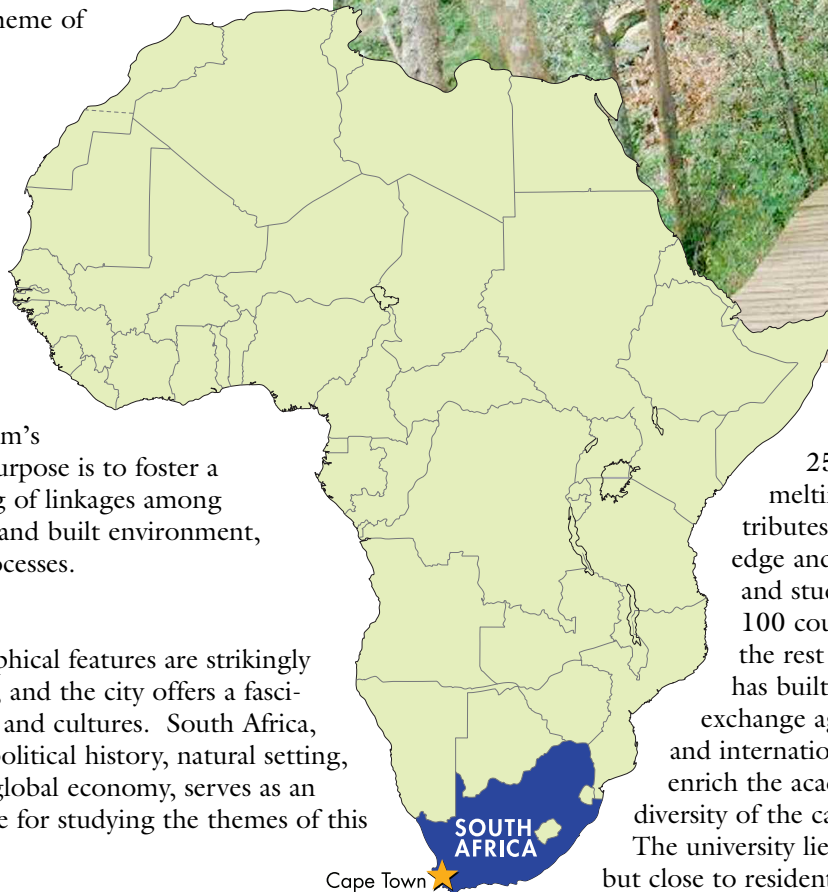 heme of
m's
urpose is to foster a
g of linkages among
and built environment,
ocesses.
phical features are strikingly
, and the city offers a fasci-
and cultures. South Africa,
political history, natural setting,
global economy, serves as an
e for studying the themes of this
SOUTH
AFRICA
Cape Town
25
melti
tributes
edge and
and stud
100 cou
the rest
has built
exchange ag
and internatio
enrich the aca
diversity of the ca
The university lie
but close to resident